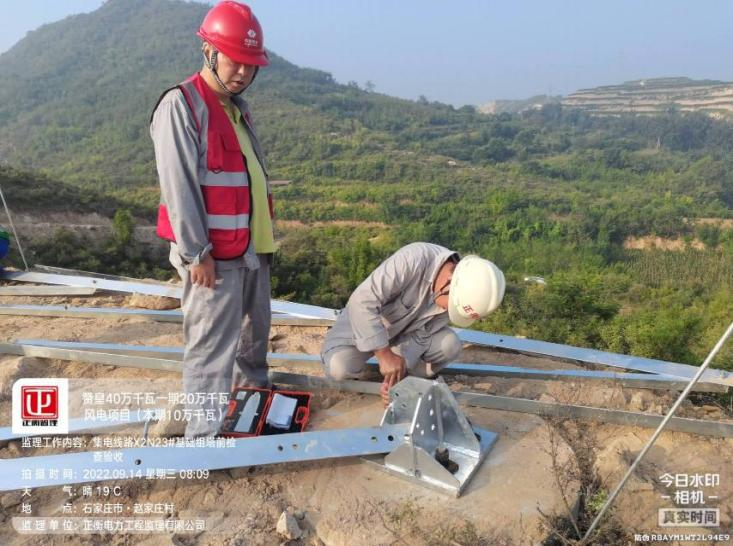 正衡
正衡监理
赞皇40万千瓦一期20万千瓦
风电项目（本期10万千瓦）
监理工作内容：集电线路X2N23#基础组塔前检
查验收
拍摄时间：2022.09.14 星期三 08:09
天气：晴 19℃
地点：石家庄市·赵家庄村
监理单位：正衡电力工程监理有限公司
今日水印
相机
真实时间
防伪 RBAYM1WT2L94E9